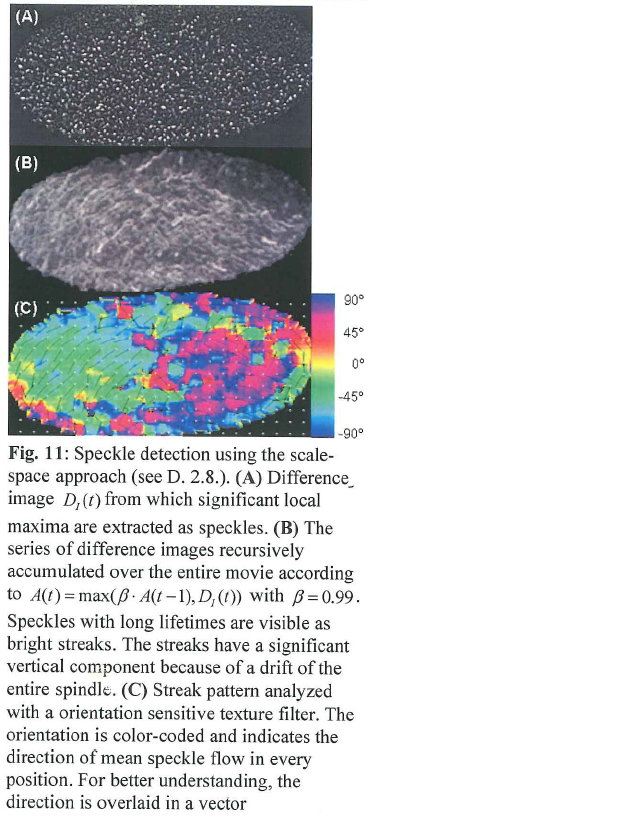 (A)
(B)
(C)
90°
45°
0°
-45°
-90°
Fig. 11: Speckle detection using the scale-
space approach (see D. 2.8.). (A) Difference
image D_I(t) from which significant local
maxima are extracted as speckles. (B) The
series of difference images recursively
accumulated over the entire movie according
to A(t) = max(β · A(t − 1), D_I(t)) with β = 0.99.
Speckles with long lifetimes are visible as
bright streaks. The streaks have a significant
vertical component because of a drift of the
entire spindle. (C) Streak pattern analyzed
with a orientation sensitive texture filter. The
orientation is color-coded and indicates the
direction of mean speckle flow in every
position. For better understanding, the
direction is overlaid in a vector